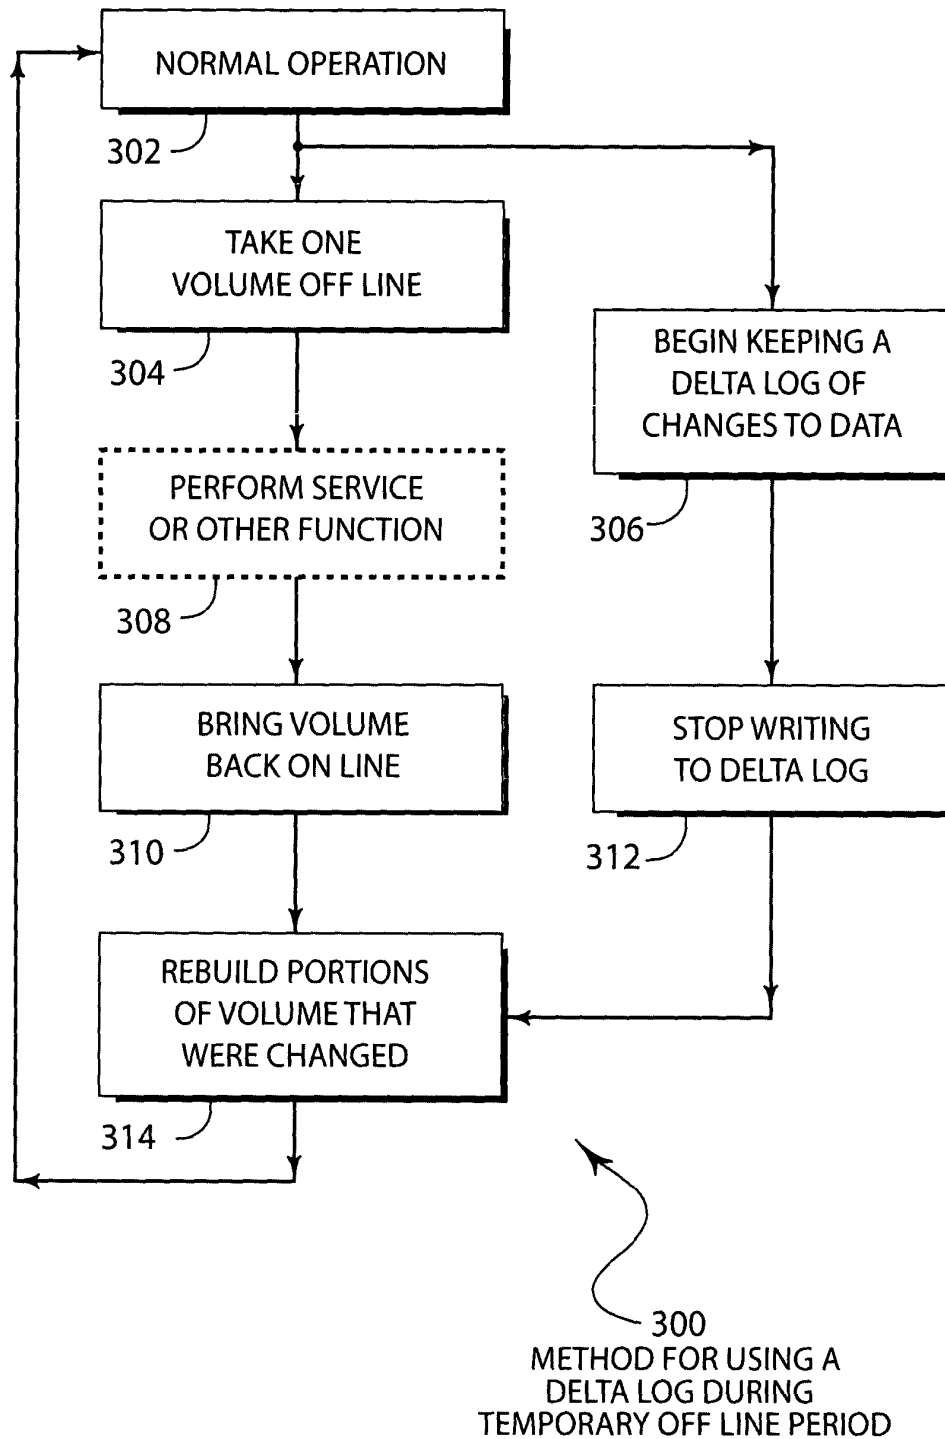 NORMAL OPERATION
302
TAKE ONE
VOLUME OFF LINE
304
BEGIN KEEPING A
DELTA LOG OF
CHANGES TO DATA
306
PERFORM SERVICE
OR OTHER FUNCTION
308
BRING VOLUME
BACK ON LINE
310
STOP WRITING
TO DELTA LOG
312
REBUILD PORTIONS
OF VOLUME THAT
WERE CHANGED
314
300
METHOD FOR USING A
DELTA LOG DURING
TEMPORARY OFF LINE PERIOD